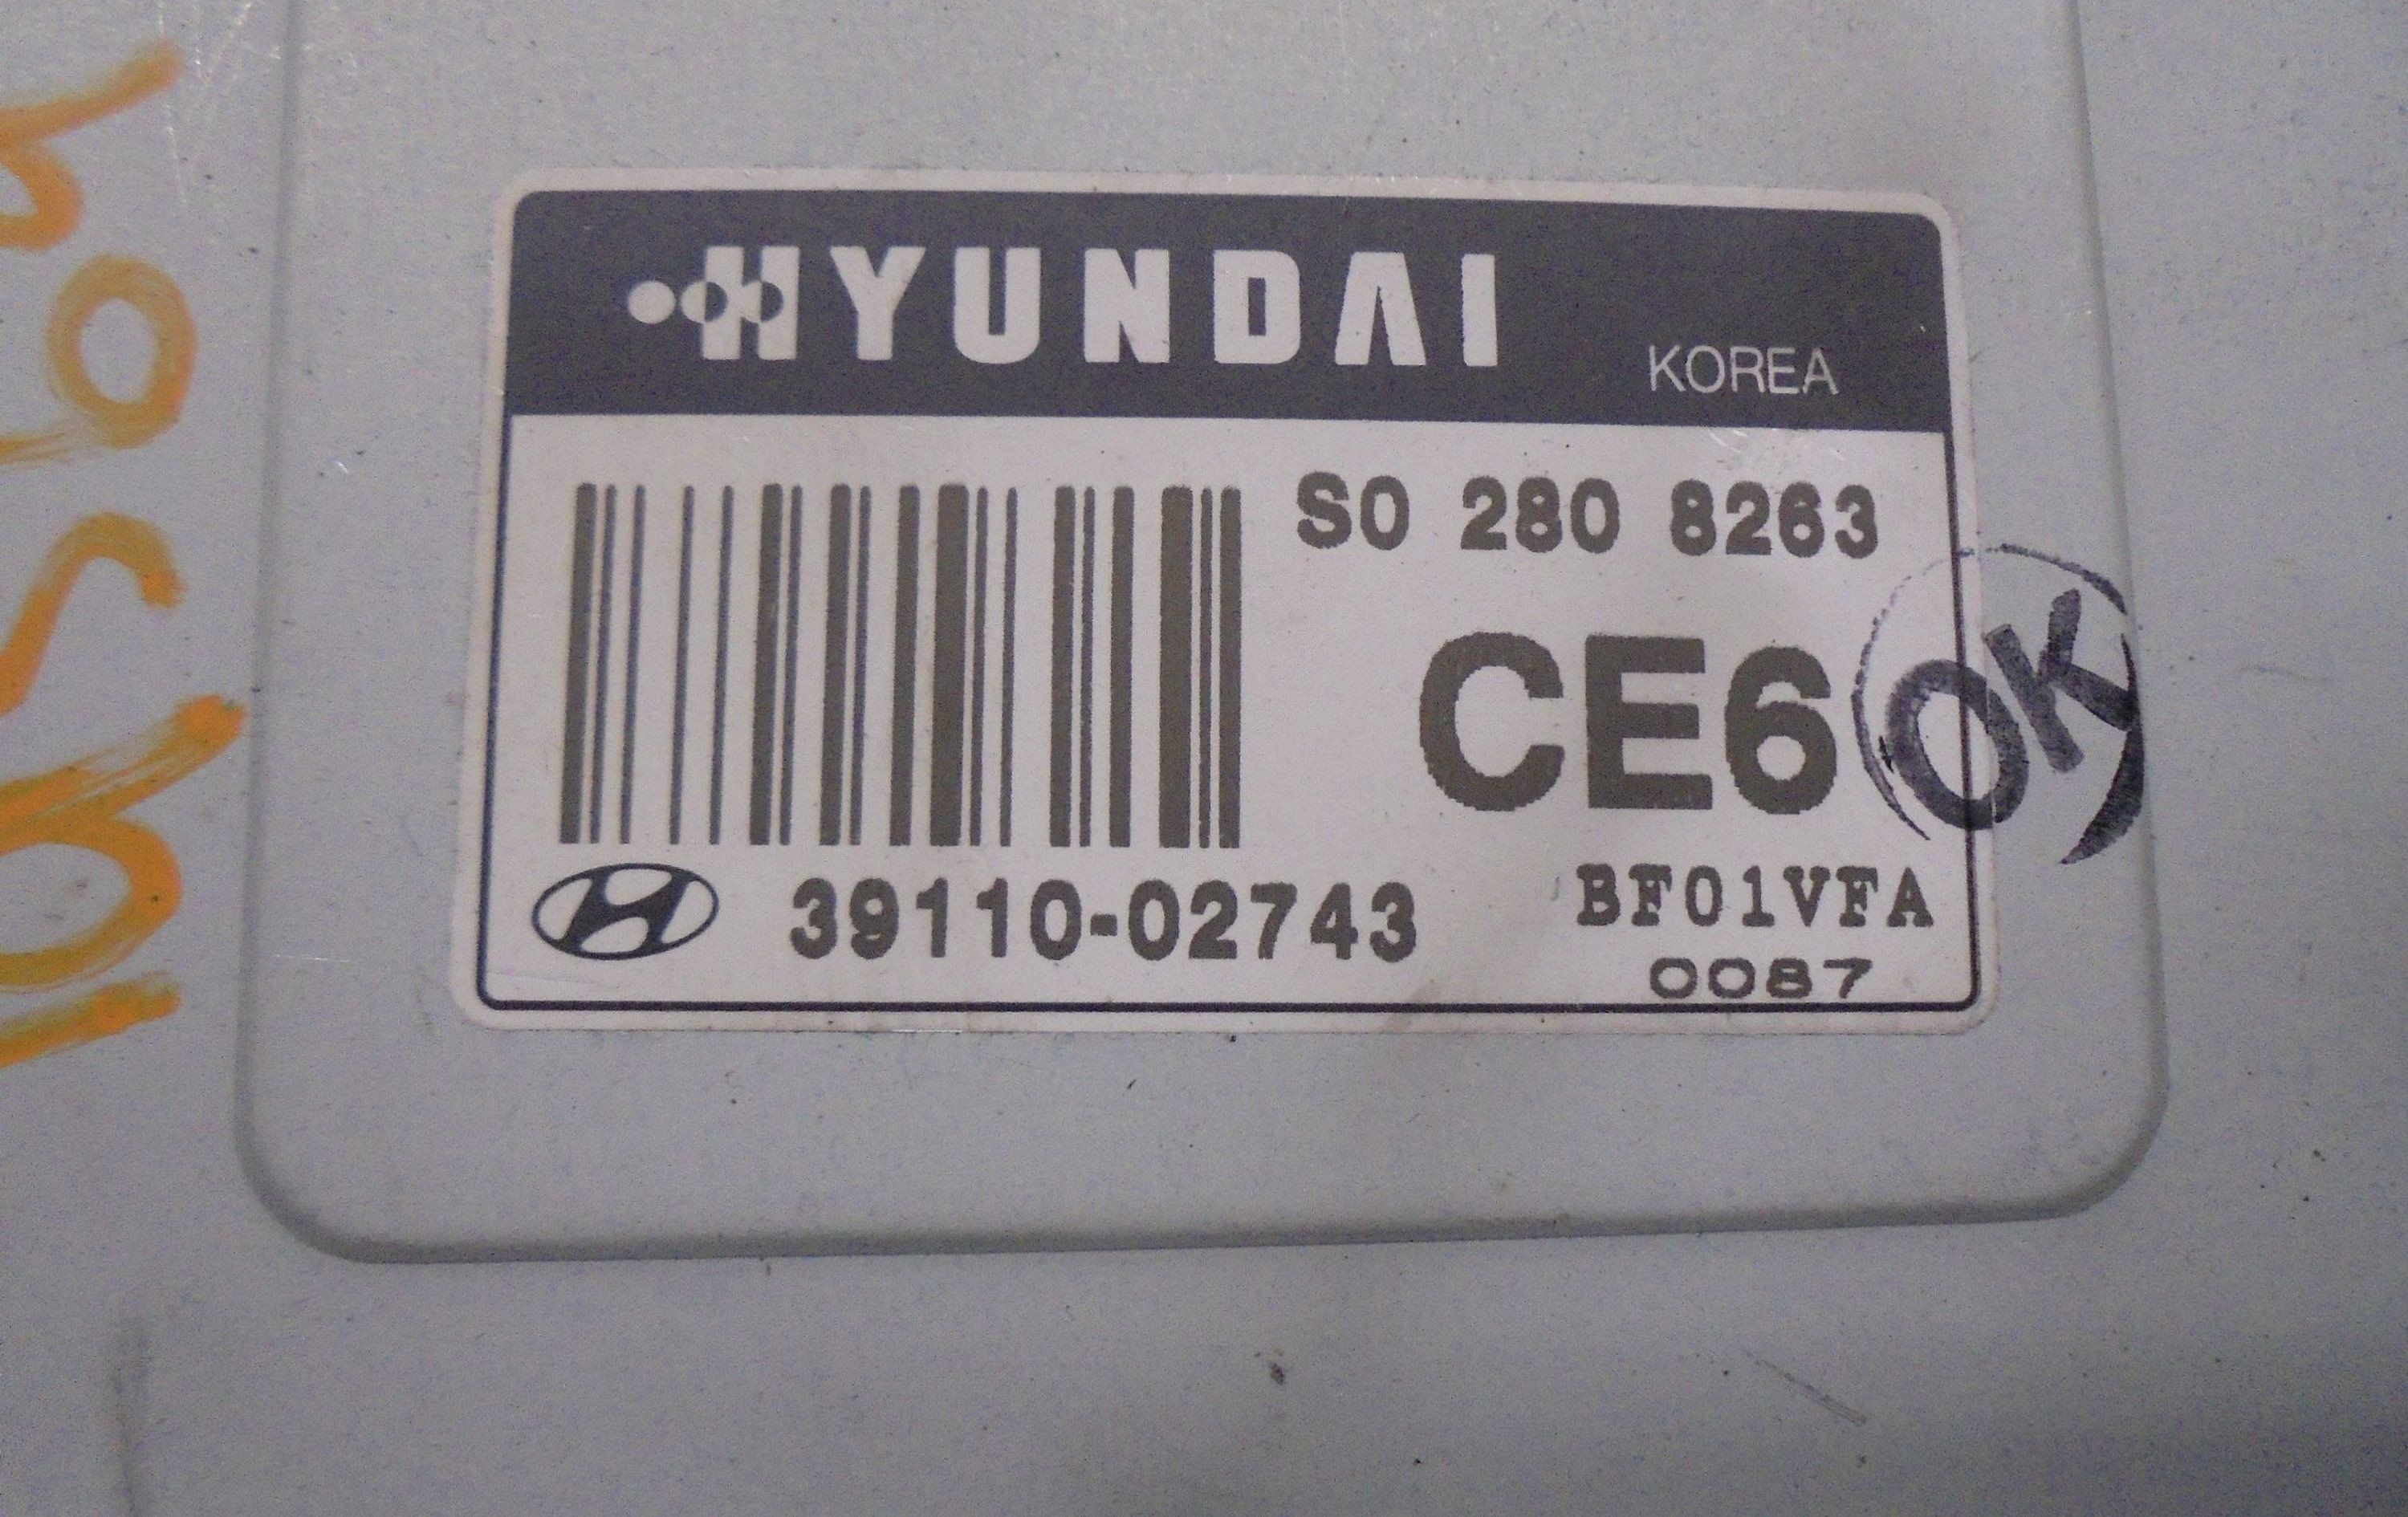 HYUNDAI
KOREA
S0 280 8263
CE6
OK
39110-02743
BF01VFA
0087